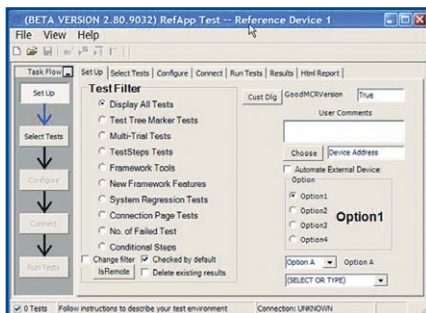 (BETA VERSION 2.80.9032) RefApp Test -- Reference Device 1
File View Help
Task Flow
Set Up
Select Tests
Configure
Connect
Run Tests
Set Up Select Tests Configure Connect Run Tests Results Html Report
Test Filter
Display All Tests
Test Tree Marker Tests
Multi-Trial Tests
TestSteps Tests
Framework Tools
New Framework Features
System Regression Tests
Connection Page Tests
No. of Failed Test
Conditional Steps
Change filter Checked by default
IsRemote Delete existing results
Cust Dlg GoodMCRVersion True
User Comments
Choose Device Address
Automate External Device:
Option
Option1
Option2
Option3
Option4
Option1
Option A Option A
(SELECT OR TYPE)
0 Tests Follow instructions to describe your test environment Connection: UNKNOWN